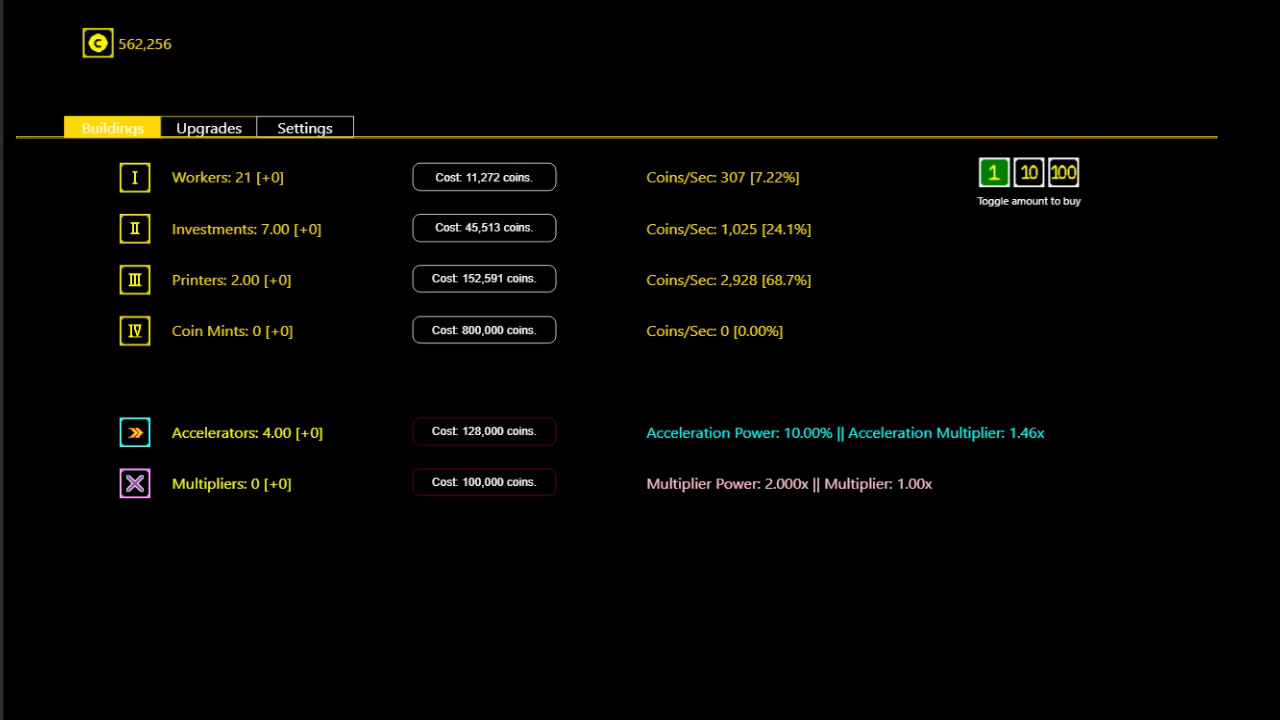 C 562,256
Buildings Upgrades Settings
I Workers: 21 [+0] Cost: 11,272 coins. Coins/Sec: 307 [7.22%] 1 10 100
Toggle amount to buy
II Investments: 7.00 [+0] Cost: 45,513 coins. Coins/Sec: 1,025 [24.1%]
III Printers: 2.00 [+0] Cost: 152,591 coins. Coins/Sec: 2,928 [68.7%]
IV Coin Mints: 0 [+0] Cost: 800,000 coins. Coins/Sec: 0 [0.00%]
Accelerators: 4.00 [+0] Cost: 128,000 coins. Acceleration Power: 10.00% || Acceleration Multiplier: 1.46x
Multipliers: 0 [+0] Cost: 100,000 coins. Multiplier Power: 2.000x || Multiplier: 1.00x